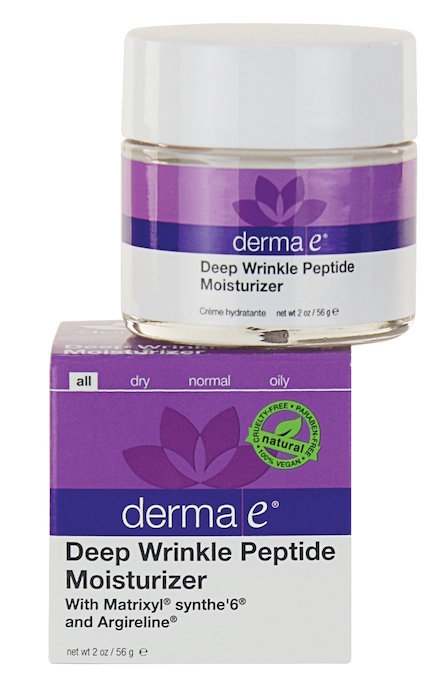 derma e®
Deep Wrinkle Peptide
Moisturizer
Crème hydratante net wt 2 oz / 56 g ℮
Deep Wrinkle Peptide
Moisturizer
all dry normal oily
CRUELTY-FREE • PARABEN-FREE
natural
• 100% VEGAN •
derma e®
Deep Wrinkle Peptide
Moisturizer
With Matrixyl® synthe'6®
and Argireline®
net wt 2 oz / 56 g ℮